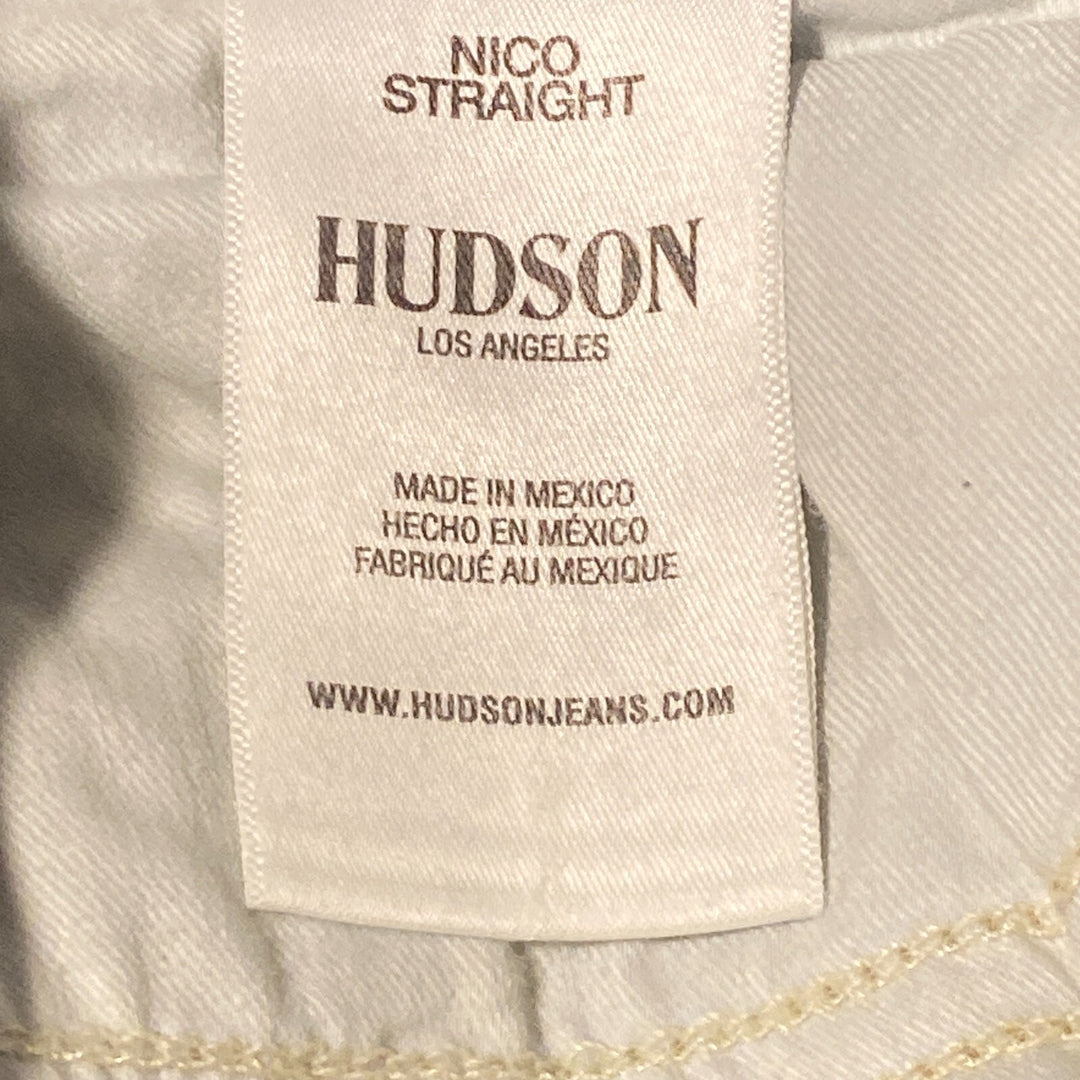 NICO
STRAIGHT
HUDSON
LOS ANGELES
MADE IN MEXICO
HECHO EN MÉXICO
FABRIQUÉ AU MEXIQUE
WWW.HUDSONJEANS.COM